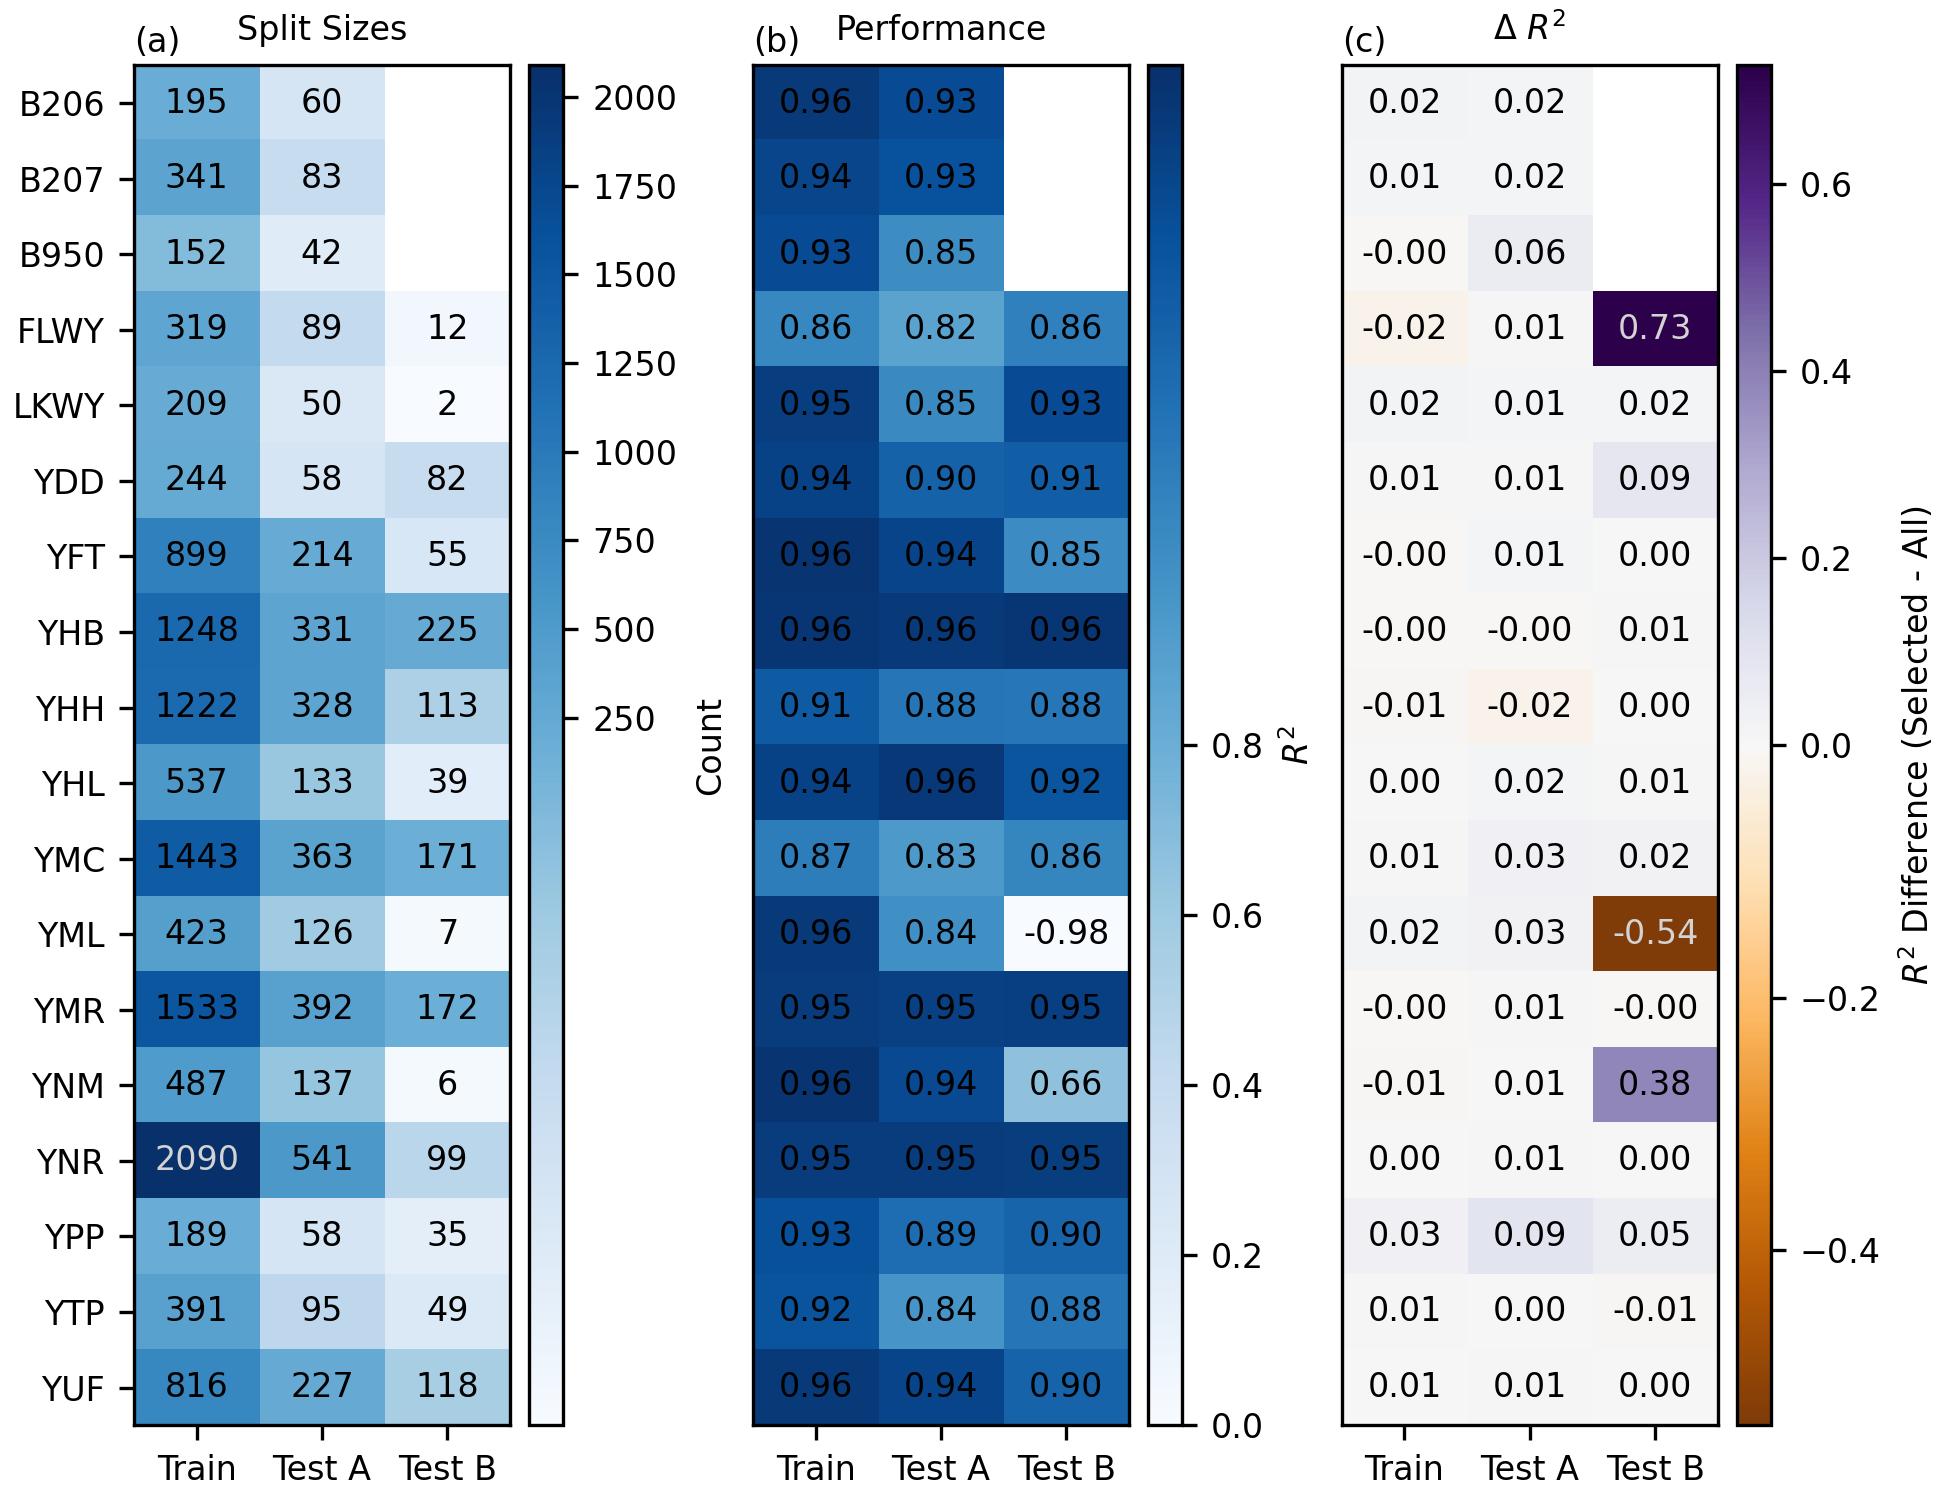 (a) Split Sizes
B206 195 60
B207 341 83
B950 152 42
FLWY 319 89 12
LKWY 209 50 2
YDD 244 58 82
YFT 899 214 55
YHB 1248 331 225
YHH 1222 328 113
YHL 537 133 39
YMC 1443 363 171
YML 423 126 7
YMR 1533 392 172
YNM 487 137 6
YNR 2090 541 99
YPP 189 58 35
YTP 391 95 49
YUF 816 227 118
Train Test A Test B
2000
1750
1500
1250
1000
750
500
250
Count
(b) Performance
0.96 0.93
0.94 0.93
0.93 0.85
0.86 0.82 0.86
0.95 0.85 0.93
0.94 0.90 0.91
0.96 0.94 0.85
0.96 0.96 0.96
0.91 0.88 0.88
0.94 0.96 0.92
0.87 0.83 0.86
0.96 0.84 -0.98
0.95 0.95 0.95
0.96 0.94 0.66
0.95 0.95 0.95
0.93 0.89 0.90
0.92 0.84 0.88
0.96 0.94 0.90
Train Test A Test B
0.8
0.6
0.4
0.2
0.0
R²
(c) Δ R²
0.02 0.02
0.01 0.02
-0.00 0.06
-0.02 0.01 0.73
0.02 0.01 0.02
0.01 0.01 0.09
-0.00 0.01 0.00
-0.00 -0.00 0.01
-0.01 -0.02 0.00
0.00 0.02 0.01
0.01 0.03 0.02
0.02 0.03 -0.54
-0.00 0.01 -0.00
-0.01 0.01 0.38
0.00 0.01 0.00
0.03 0.09 0.05
0.01 0.00 -0.01
0.01 0.01 0.00
Train Test A Test B
0.6
0.4
0.2
0.0
−0.2
−0.4
R² Difference (Selected - All)